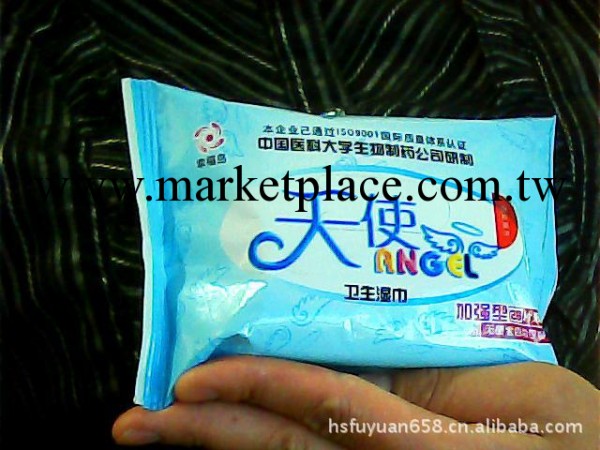 本企业已通过ISO9001国际质量体系认证
中国医科大学生物制药公司研制
www.marketplace.com.tw
天使
ANGEL
卫生湿巾
加强型
hsfuyuan658.cn.alibaba.com